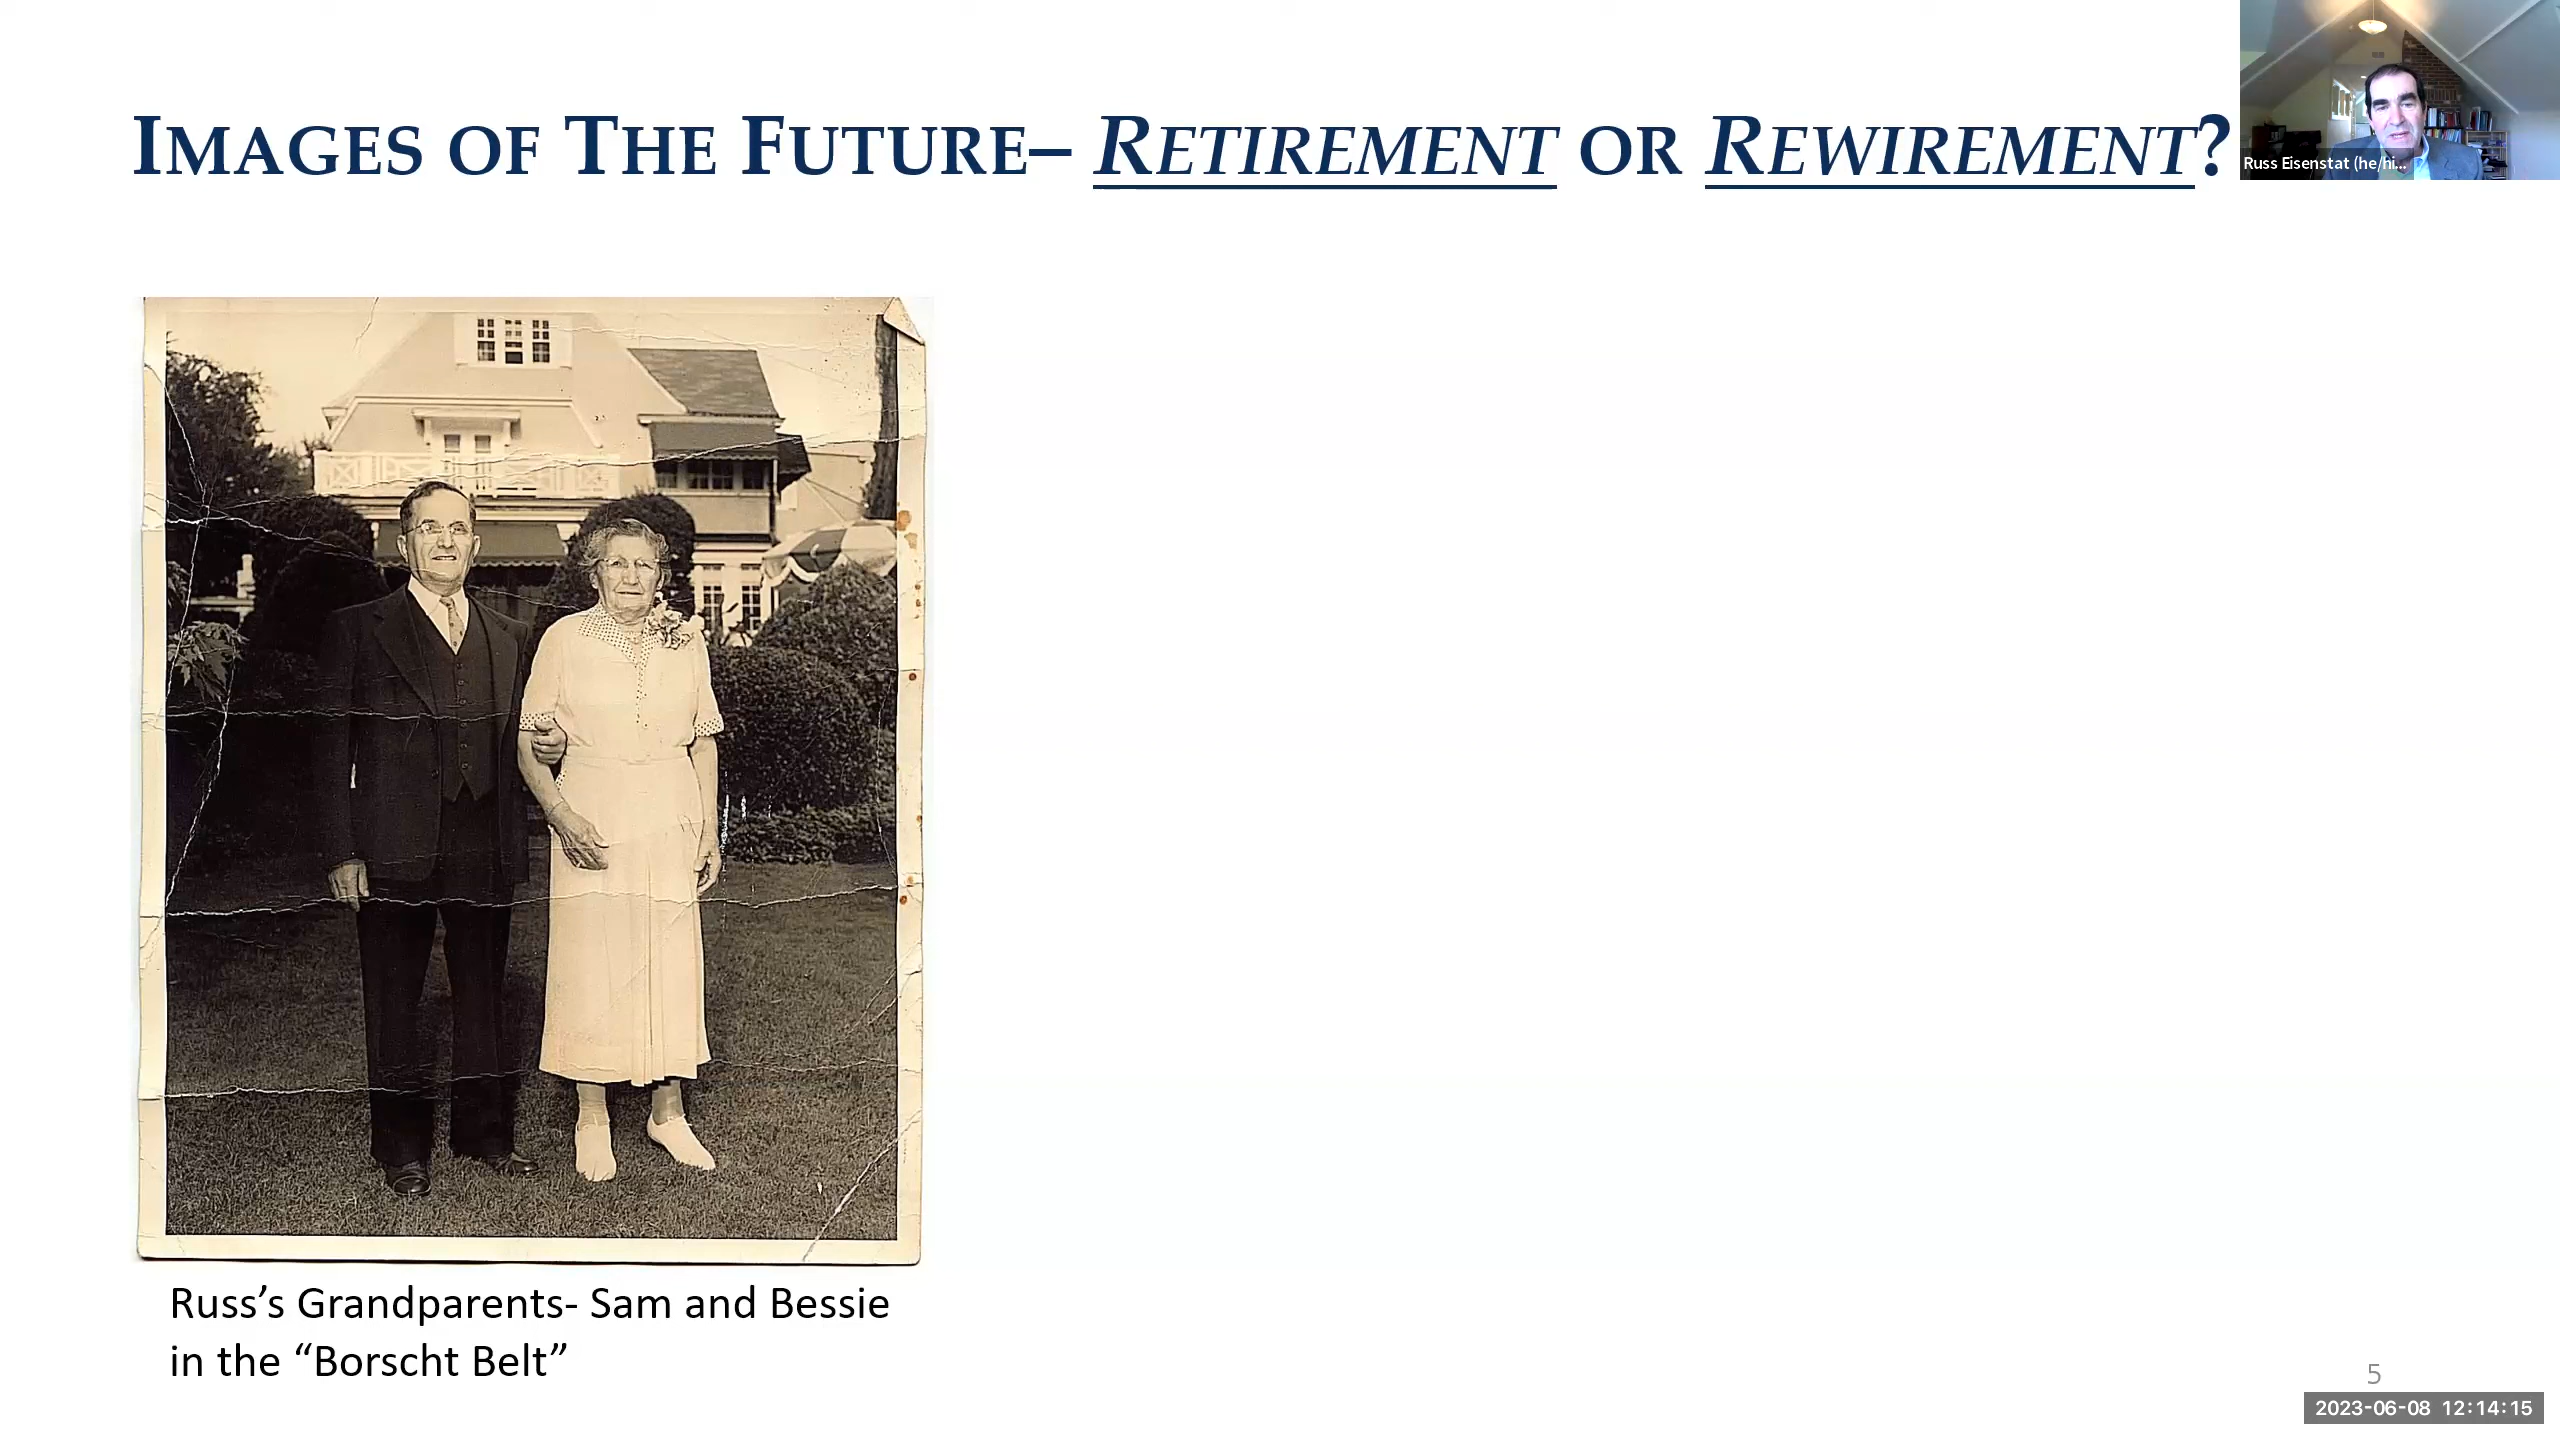 IMAGES OF THE FUTURE– RETIREMENT OR REWIREMENT?
Russ Eisenstat (he/hi...
Russ’s Grandparents- Sam and Bessie
in the “Borscht Belt”
5
2023-06-08 12:14:15